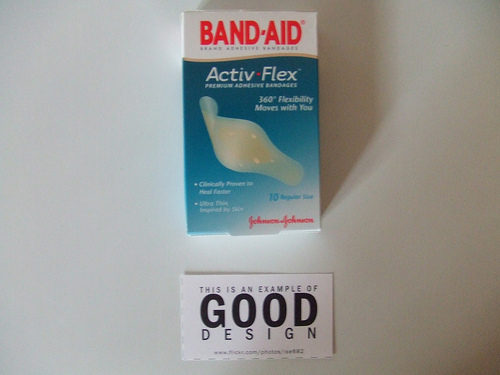 BAND-AID®
BRAND ADHESIVE BANDAGES
Activ+Flex™
PREMIUM ADHESIVE BANDAGES
360° Flexibility
Moves with You
• Clinically Proven to
Heal Faster
• Ultra Thin
Inspired by Skin
10 Regular Size
Johnson+Johnson
THIS IS AN EXAMPLE OF
GOOD
DESIGN